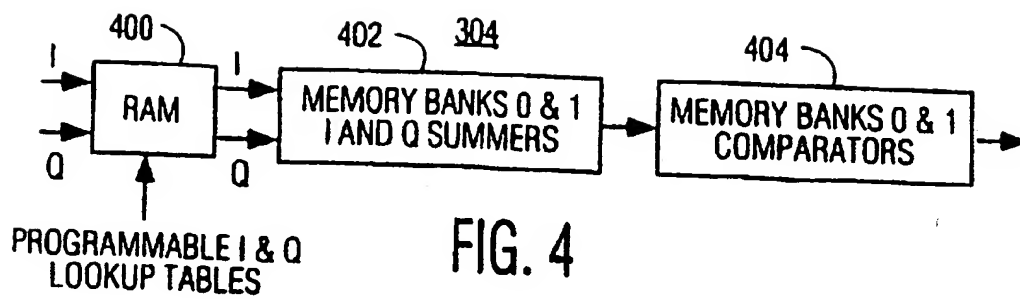 400
402
304
404
I
I
RAM
MEMORY BANKS 0 & 1
I AND Q SUMMERS
MEMORY BANKS 0 & 1
COMPARATORS
Q
Q
PROGRAMMABLE I & Q
LOOKUP TABLES
FIG. 4